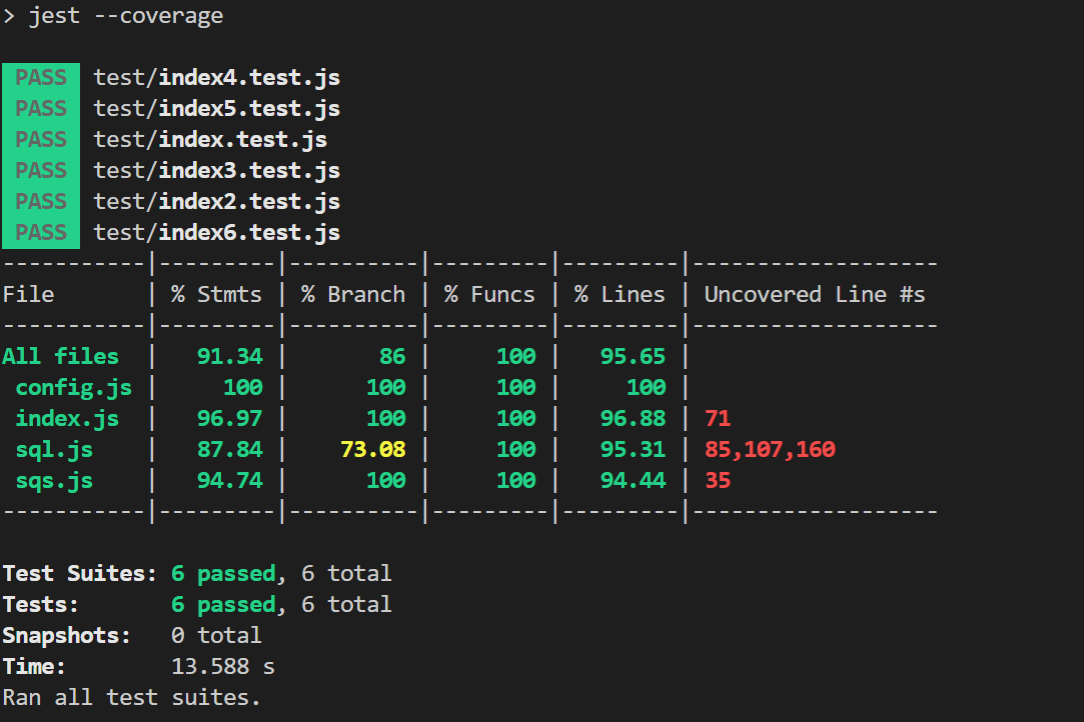 > jest --coverage
PASS test/index4.test.js
PASS test/index5.test.js
PASS test/index.test.js
PASS test/index3.test.js
PASS test/index2.test.js
PASS test/index6.test.js
-----------|---------|----------|---------|---------|-------------------
File       | % Stmts | % Branch | % Funcs | % Lines | Uncovered Line #s
-----------|---------|----------|---------|---------|-------------------
All files  |   91.34 |       86 |     100 |   95.65 |
 config.js |     100 |      100 |     100 |     100 |
 index.js  |   96.97 |      100 |     100 |   96.88 | 71
 sql.js    |   87.84 |    73.08 |     100 |   95.31 | 85,107,160
 sqs.js    |   94.74 |      100 |     100 |   94.44 | 35
-----------|---------|----------|---------|---------|-------------------
Test Suites: 6 passed, 6 total
Tests:       6 passed, 6 total
Snapshots:   0 total
Time:        13.588 s
Ran all test suites.